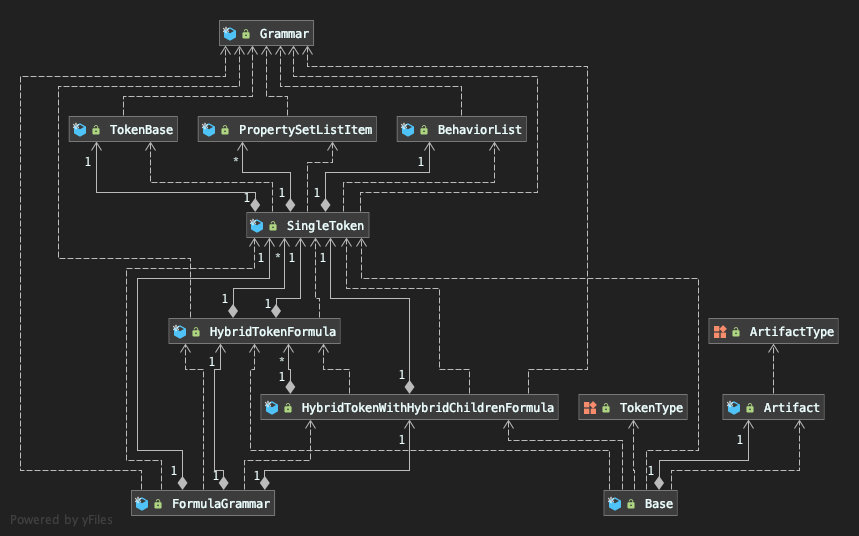 Grammar
TokenBase
PropertySetListItem
BehaviorList
1
*
1
1
1
1
SingleToken
1
*
1
1
1
1
HybridTokenFormula
ArtifactType
1
*
1
1
HybridTokenWithHybridChildrenFormula
TokenType
Artifact
1
1
1
1
1
1
FormulaGrammar
Base
Powered by yFiles